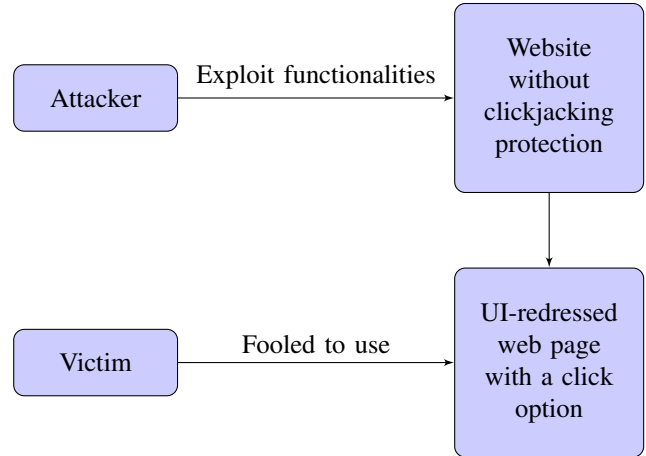 Attacker
Exploit functionalities
Website
without
clickjacking
protection
Victim
Fooled to use
UI-redressed
web page
with a click
option